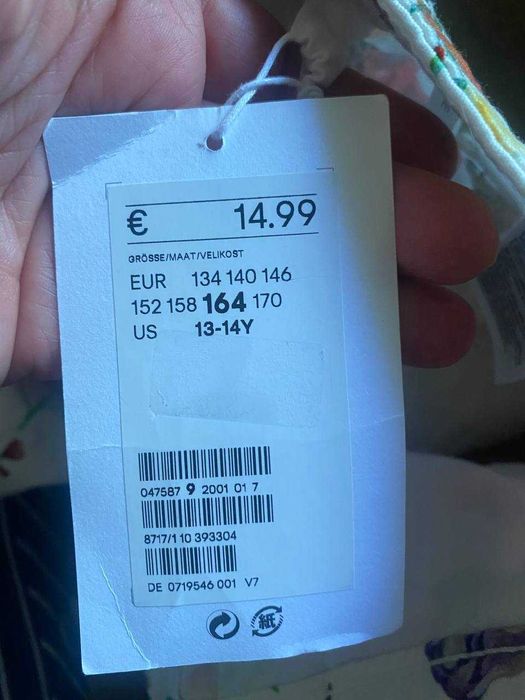 € 14.99
GRÖSSE/MAAT/VELIKOST
EUR 134 140 146
152 158 164 170
US 13-14Y
047587 9 2001 01 7
8717/1 10 393304
DE 0719546 001 V7
紙